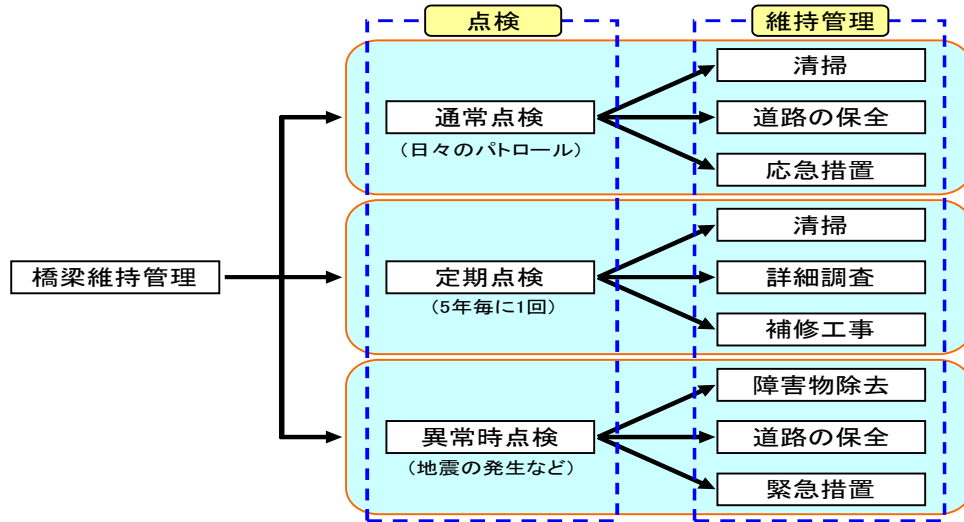 点検
維持管理
橋梁維持管理
通常点検
（日々のパトロール）
清掃
道路の保全
応急措置
定期点検
（5年毎に1回）
清掃
詳細調査
補修工事
異常時点検
（地震の発生など）
障害物除去
道路の保全
緊急措置